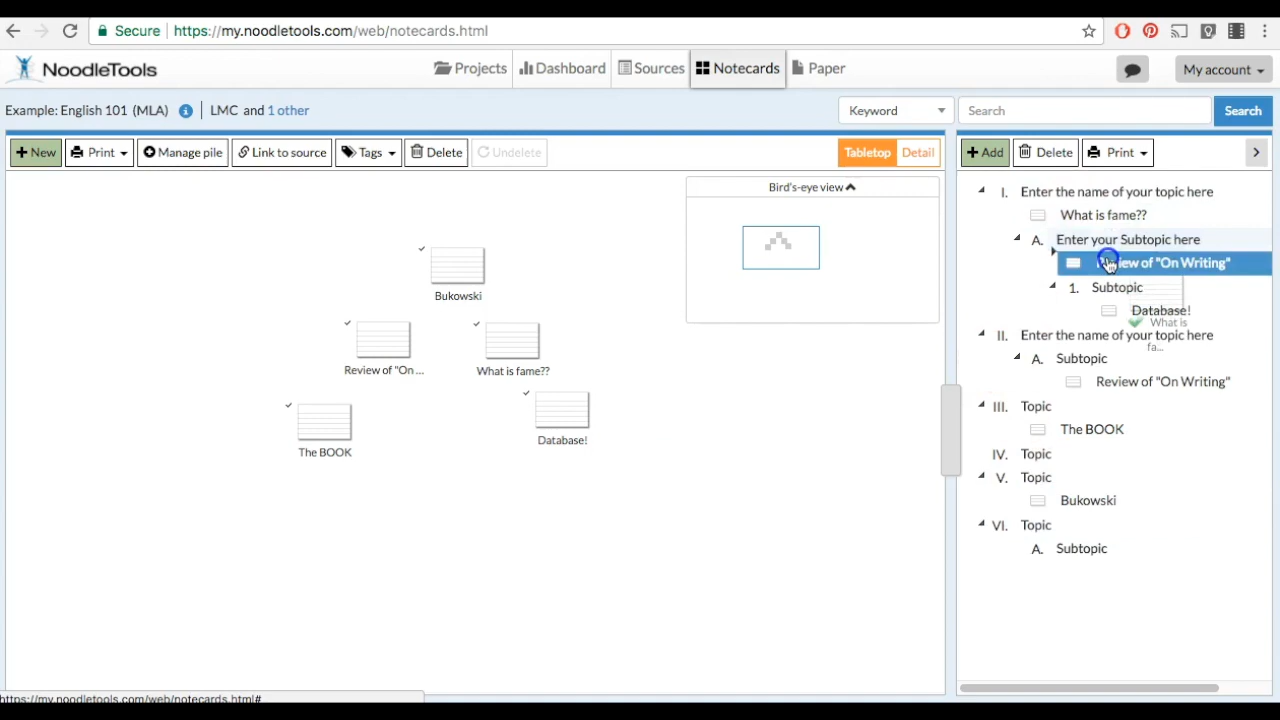 Secure https://my.noodletools.com/web/notecards.html
NoodleTools Projects Dashboard Sources Notecards Paper My account
Example: English 101 (MLA) LMC and 1 other Keyword Search Search
New Print Manage pile Link to source Tags Delete Undelete Tabletop Detail
Bird's-eye view
Bukowski
Review of "On ...
What is fame??
The BOOK
Database!
Add Delete Print
I. Enter the name of your topic here
What is fame??
A. Enter your Subtopic here
of "On Writing"
1. Subtopic
Database!
What is
fa...
II. Enter the name of your topic here
A. Subtopic
Review of "On Writing"
III. Topic
The BOOK
IV. Topic
V. Topic
Bukowski
VI. Topic
A. Subtopic
https://my.noodletools.com/web/notecards.html#